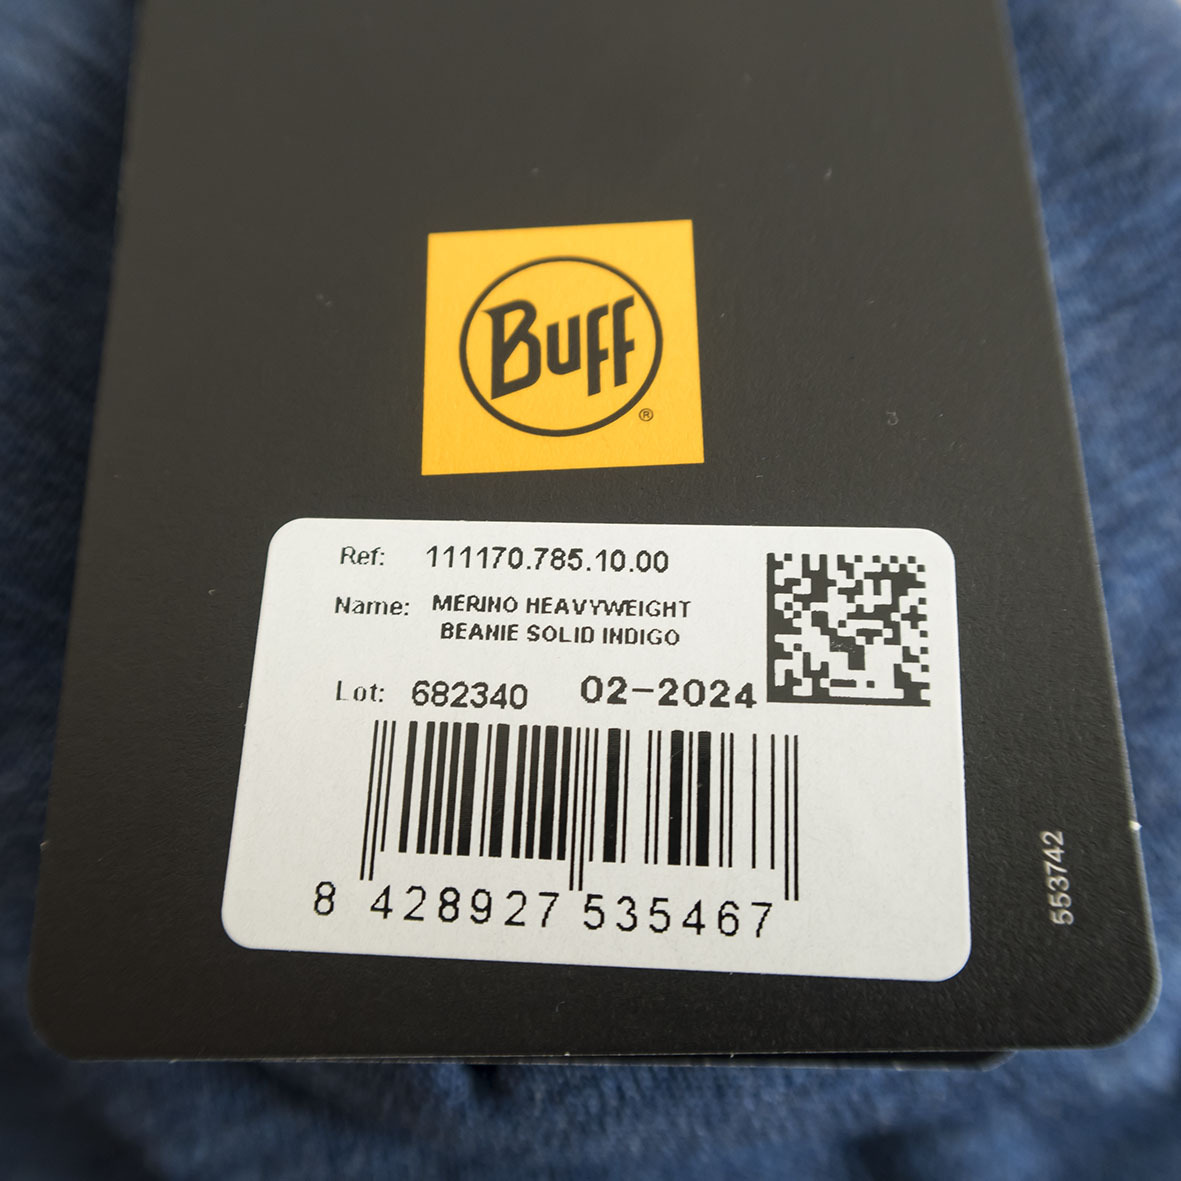 Buff
®
Ref: 111170.785.10.00
Name: MERINO HEAVYWEIGHT
BEANIE SOLID INDIGO
Lot: 682340 02-2024
8 428927 535467
553742